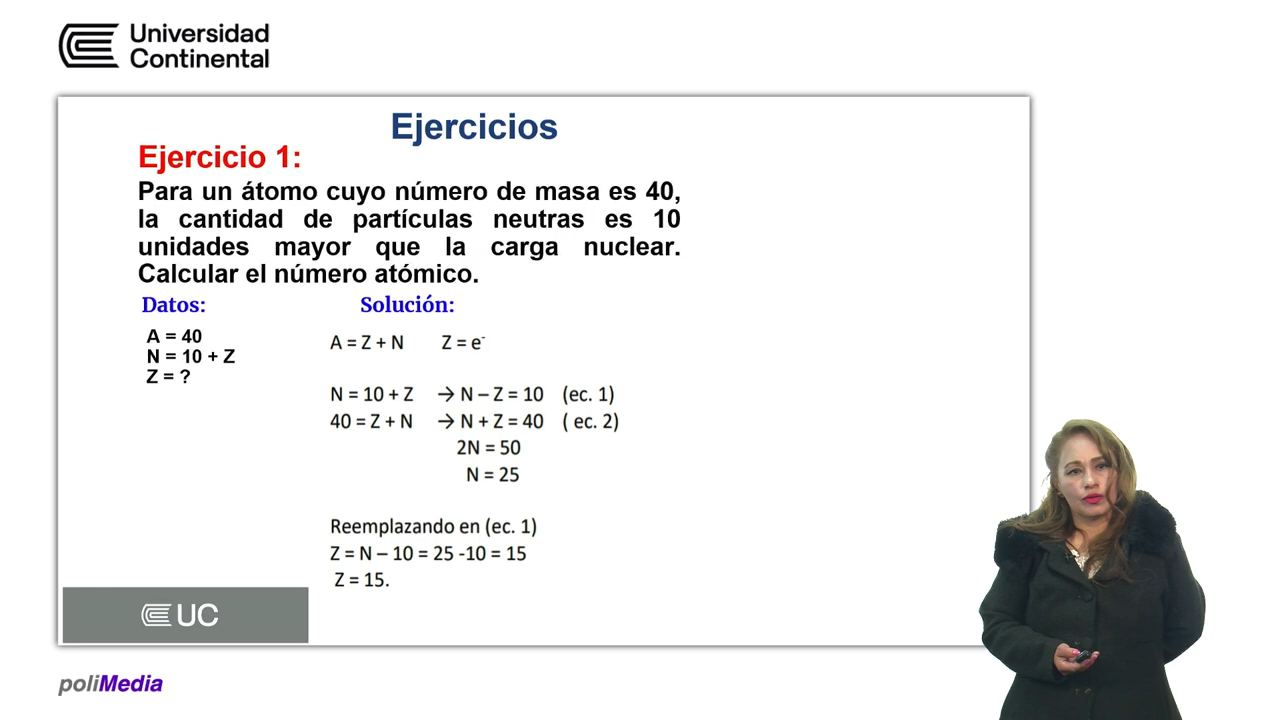 Universidad
Continental
Ejercicios
Ejercicio 1:
Para un átomo cuyo número de masa es 40,
la cantidad de partículas neutras es 10
unidades mayor que la carga nuclear.
Calcular el número atómico.
Datos:
Solución:
A = 40
N = 10 + Z
Z = ?
A = Z + N Z = e⁻
N = 10 + Z → N – Z = 10 (ec. 1)
40 = Z + N → N + Z = 40 ( ec. 2)
2N = 50
N = 25
Reemplazando en (ec. 1)
Z = N – 10 = 25 -10 = 15
Z = 15.
UC
poliMedia